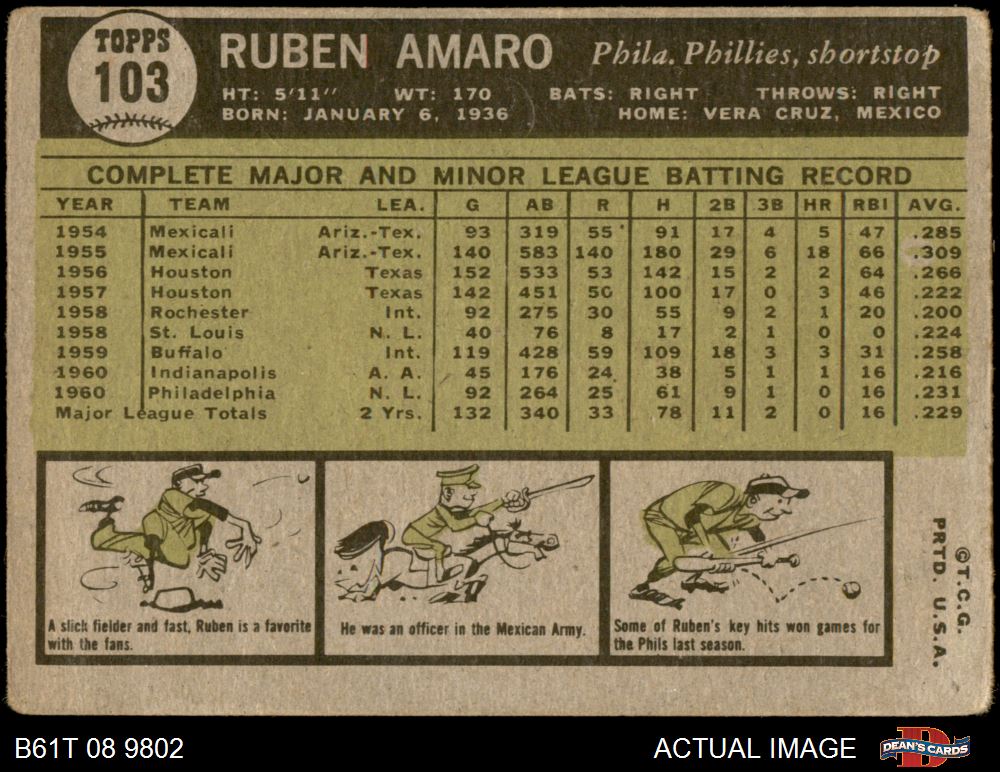 TOPPS
103
RUBEN AMARO Phila. Phillies, shortstop
HT: 5'11" WT: 170 BATS: RIGHT THROWS: RIGHT
BORN: JANUARY 6, 1936 HOME: VERA CRUZ, MEXICO
COMPLETE MAJOR AND MINOR LEAGUE BATTING RECORD
YEAR TEAM LEA. G AB R H 2B 3B HR RBI AVG.
1954 Mexicali Ariz.-Tex. 93 319 55 91 17 4 5 47 .285
1955 Mexicali Ariz.-Tex. 140 583 140 180 29 6 18 66 .309
1956 Houston Texas 152 533 53 142 15 2 2 64 .266
1957 Houston Texas 142 451 50 100 17 0 3 46 .222
1958 Rochester Int. 92 275 30 55 9 2 1 20 .200
1958 St. Louis N. L. 40 76 8 17 2 1 0 0 .224
1959 Buffalo Int. 119 428 59 109 18 3 3 31 .258
1960 Indianapolis A. A. 45 176 24 38 5 1 1 16 .216
1960 Philadelphia N. L. 92 264 25 61 9 1 0 16 .231
Major League Totals 2 Yrs. 132 340 33 78 11 2 0 16 .229
A slick fielder and fast, Ruben is a favorite
with the fans.
He was an officer in the Mexican Army.
Some of Ruben's key hits won games for
the Phils last season.
©T.C.G.
PRTD. U.S.A.
B61T 08 9802
ACTUAL IMAGE
D
DEAN'S CARDS